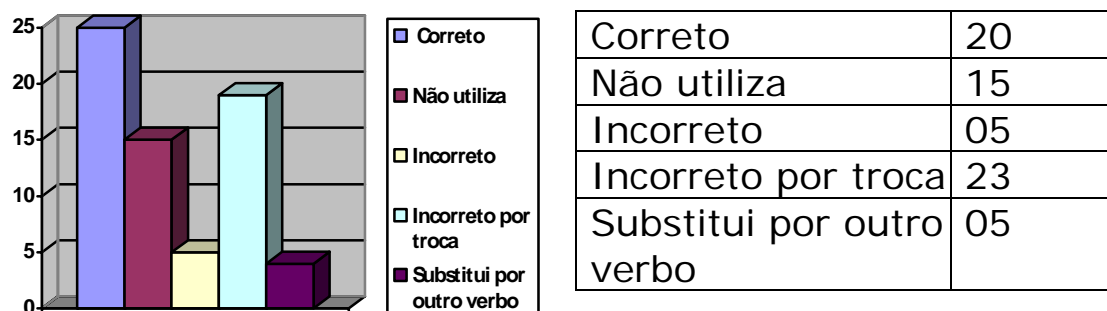 25
20
15
10
5
0
Correto
Não utiliza
Incorreto
Incorreto por
troca
Substitui por
outro verbo
Correto 20
Não utiliza 15
Incorreto 05
Incorreto por troca 23
Substitui por outro 05
verbo